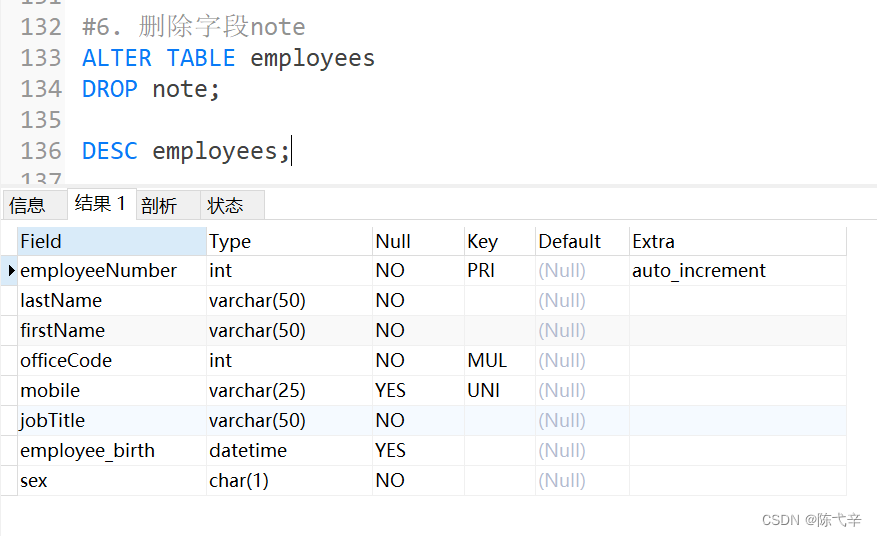 131
132 #6. 删除字段note
133 ALTER TABLE employees
134 DROP note;
135
136 DESC employees;
137
信息 结果 1 剖析 状态
Field Type Null Key Default Extra
employeeNumber int NO PRI (Null) auto_increment
lastName varchar(50) NO (Null)
firstName varchar(50) NO (Null)
officeCode int NO MUL (Null)
mobile varchar(25) YES UNI (Null)
jobTitle varchar(50) NO (Null)
employee_birth datetime YES (Null)
sex char(1) NO (Null)
CSDN @陈弋辛